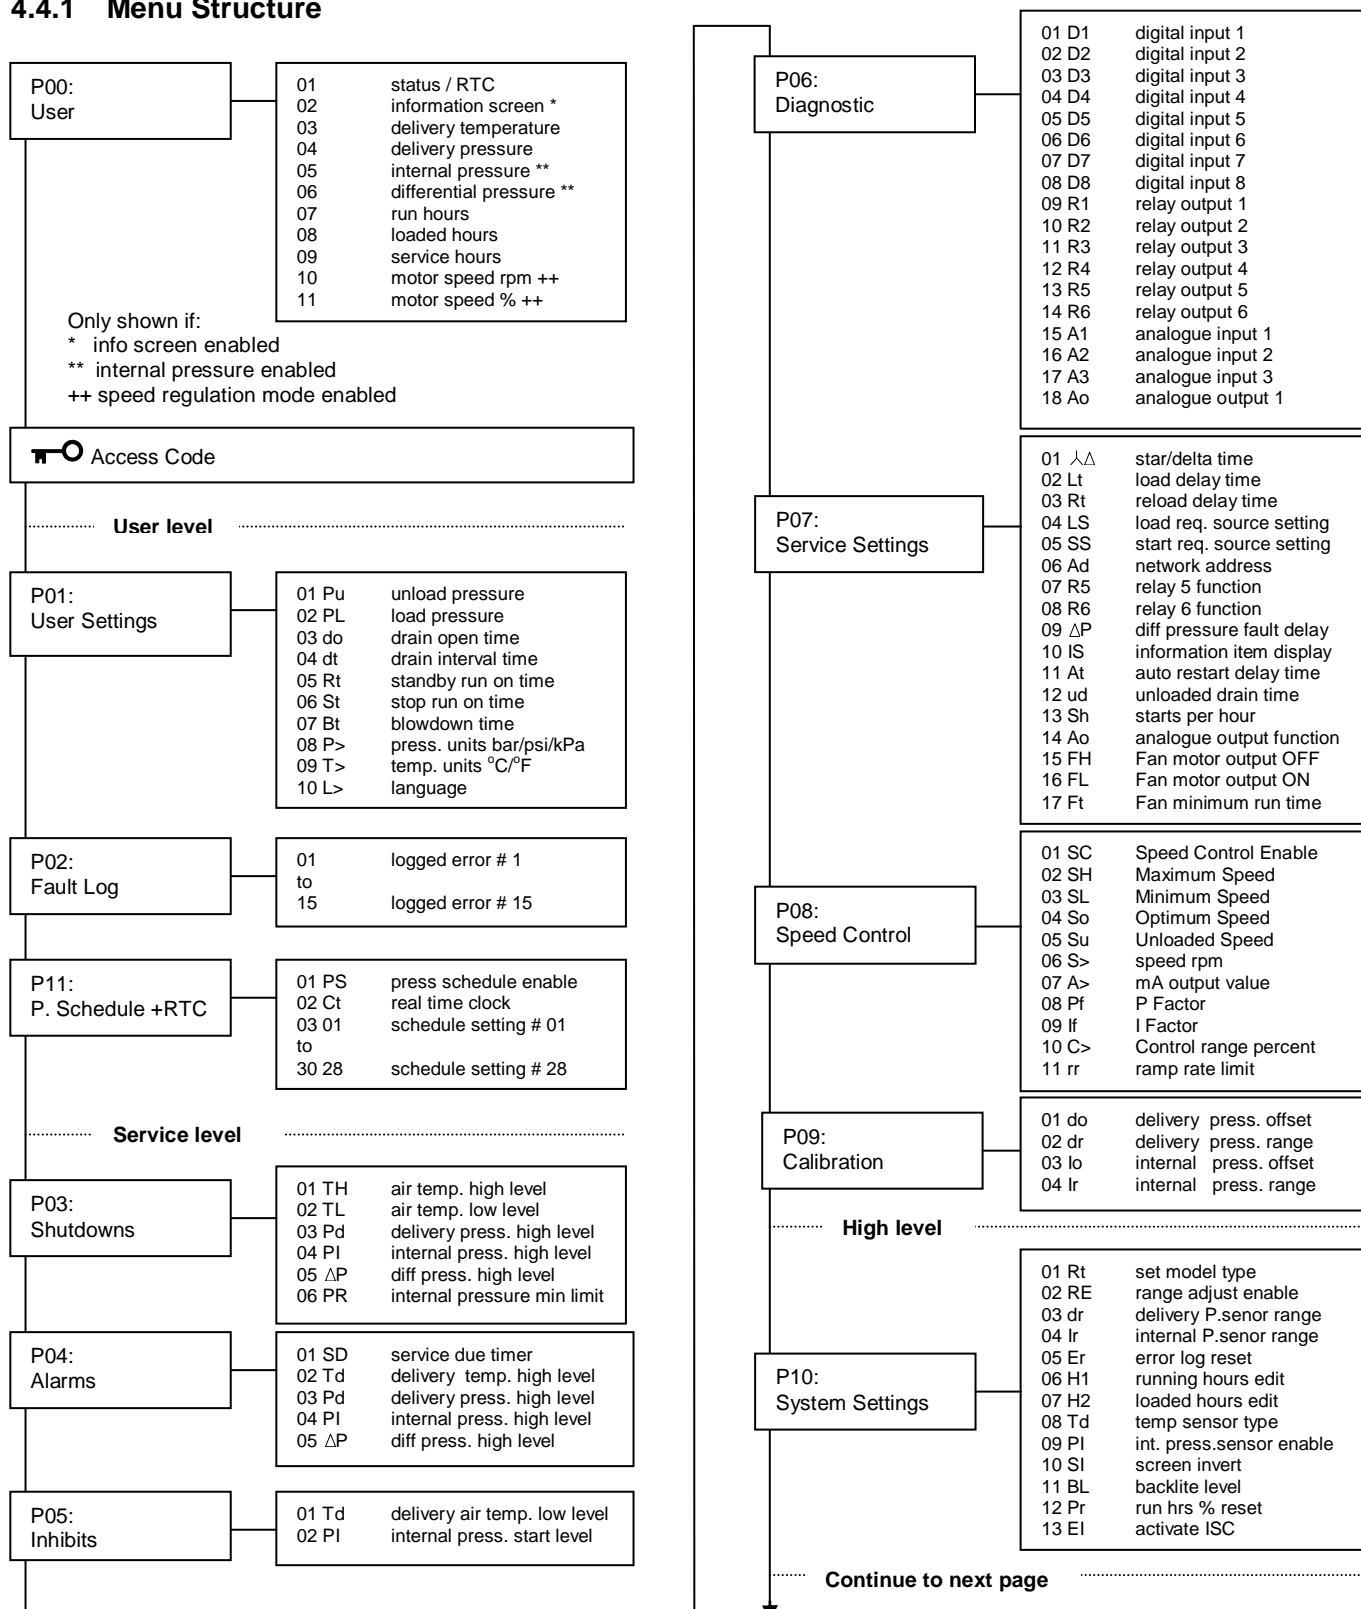 4.4.1 Menu Structure
P00:
User
01 status / RTC
02 information screen *
03 delivery temperature
04 delivery pressure
05 internal pressure **
06 differential pressure **
07 run hours
08 loaded hours
09 service hours
10 motor speed rpm ++
11 motor speed % ++
Only shown if:
* info screen enabled
** internal pressure enabled
++ speed regulation mode enabled
Access Code
User level
P01:
User Settings
01 Pu unload pressure
02 PL load pressure
03 do drain open time
04 dt drain interval time
05 Rt standby run on time
06 St stop run on time
07 Bt blowdown time
08 P> press. units bar/psi/kPa
09 T> temp. units °C/°F
10 L> language
P02:
Fault Log
01 logged error # 1
to
15 logged error # 15
P11:
P. Schedule +RTC
01 PS press schedule enable
02 Ct real time clock
03 01 schedule setting # 01
to
30 28 schedule setting # 28
Service level
P03:
Shutdowns
01 TH air temp. high level
02 TL air temp. low level
03 Pd delivery press. high level
04 PI internal press. high level
05 ΔP diff press. high level
06 PR internal pressure min limit
P04:
Alarms
01 SD service due timer
02 Td delivery temp. high level
03 Pd delivery press. high level
04 PI internal press. high level
05 ΔP diff press. high level
P05:
Inhibits
01 Td delivery air temp. low level
02 PI internal press. start level
P06:
Diagnostic
01 D1 digital input 1
02 D2 digital input 2
03 D3 digital input 3
04 D4 digital input 4
05 D5 digital input 5
06 D6 digital input 6
07 D7 digital input 7
08 D8 digital input 8
09 R1 relay output 1
10 R2 relay output 2
11 R3 relay output 3
12 R4 relay output 4
13 R5 relay output 5
14 R6 relay output 6
15 A1 analogue input 1
16 A2 analogue input 2
17 A3 analogue input 3
18 Ao analogue output 1
P07:
Service Settings
01 ⅄Δ star/delta time
02 Lt load delay time
03 Rt reload delay time
04 LS load req. source setting
05 SS start req. source setting
06 Ad network address
07 R5 relay 5 function
08 R6 relay 6 function
09 ΔP diff pressure fault delay
10 IS information item display
11 At auto restart delay time
12 ud unloaded drain time
13 Sh starts per hour
14 Ao analogue output function
15 FH Fan motor output OFF
16 FL Fan motor output ON
17 Ft Fan minimum run time
P08:
Speed Control
01 SC Speed Control Enable
02 SH Maximum Speed
03 SL Minimum Speed
04 So Optimum Speed
05 Su Unloaded Speed
06 S> speed rpm
07 A> mA output value
08 Pf P Factor
09 If I Factor
10 C> Control range percent
11 rr ramp rate limit
P09:
Calibration
01 do delivery press. offset
02 dr delivery press. range
03 Io internal press. offset
04 Ir internal press. range
High level
P10:
System Settings
01 Rt set model type
02 RE range adjust enable
03 dr delivery P.senor range
04 Ir internal P.senor range
05 Er error log reset
06 H1 running hours edit
07 H2 loaded hours edit
08 Td temp sensor type
09 PI int. press.sensor enable
10 SI screen invert
11 BL backlite level
12 Pr run hrs % reset
13 EI activate ISC
Continue to next page